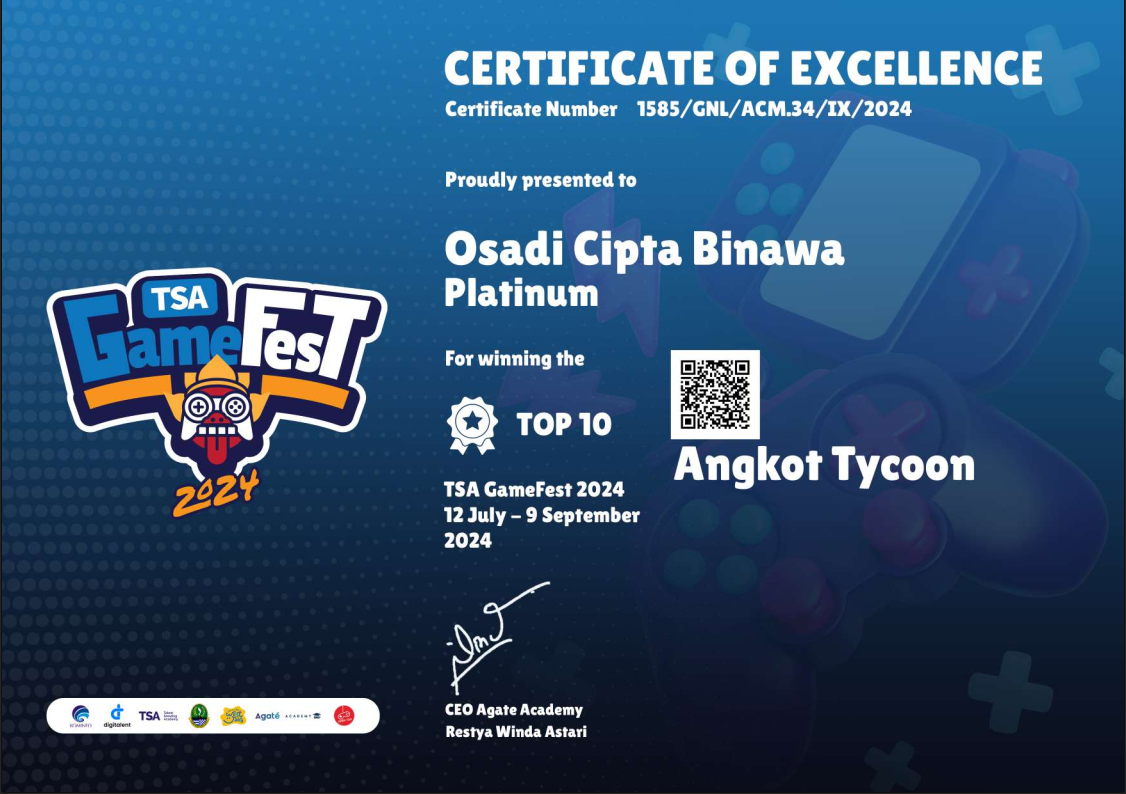 CERTIFICATE OF EXCELLENCE
Certificate Number 1585/GNL/ACM.34/IX/2024
Proudly presented to
Osadi Cipta Binawa
Platinum
For winning the
TOP 10
Angkot Tycoon
TSA GameFest 2024
12 July – 9 September
2024
CEO Agate Academy
Restya Winda Astari
TSA
GameFest
2024
KOMINFO
digitalent
TSA
Agate ACADEMY